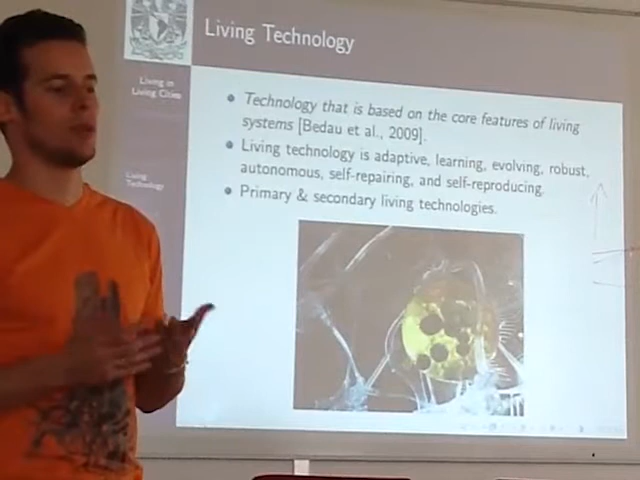 Living Technology
Living in
Living Cities
Living
Technology
• Technology that is based on the core features of living
systems [Bedau et al., 2009].
• Living technology is adaptive, learning, evolving, robust,
autonomous, self-repairing, and self-reproducing.
• Primary & secondary living technologies.